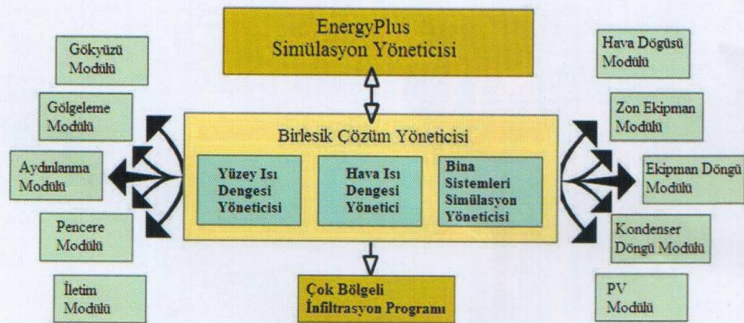 EnergyPlus
Simülasyon Yöneticisi
Gökyüzü
Modülü
Gölgeleme
Modülü
Aydınlanma
Modülü
Pencere
Modülü
İletim
Modülü
Birlesik Çözüm Yöneticisi
Yüzey Isı
Dengesi
Yöneticisi
Hava Isı
Dengesi
Yönetici
Bina
Sistemleri
Simülasyon
Yöneticisi
Hava Dögüsü
Modülü
Zon Ekipman
Modülü
Ekipman Döngü
Modülü
Kondenser
Döngü Modülü
PV
Modülü
Çok Bölgeli
İnfiltrasyon Programı